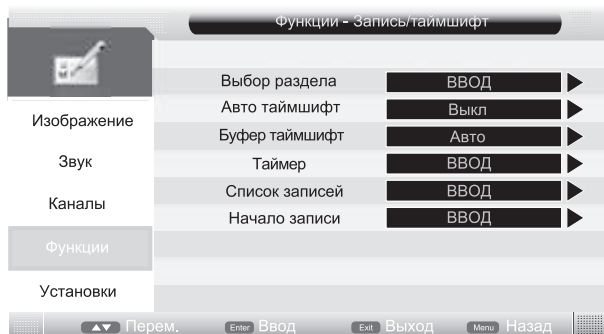 Функции - Запись/таймшифт
Изображение
Звук
Каналы
Функции
Установки
Выбор раздела ВВОД
Авто таймшифт Выкл
Буфер таймшифт Авто
Таймер ВВОД
Список записей ВВОД
Начало записи ВВОД
Перем. Enter Ввод Exit Выход Menu Назад